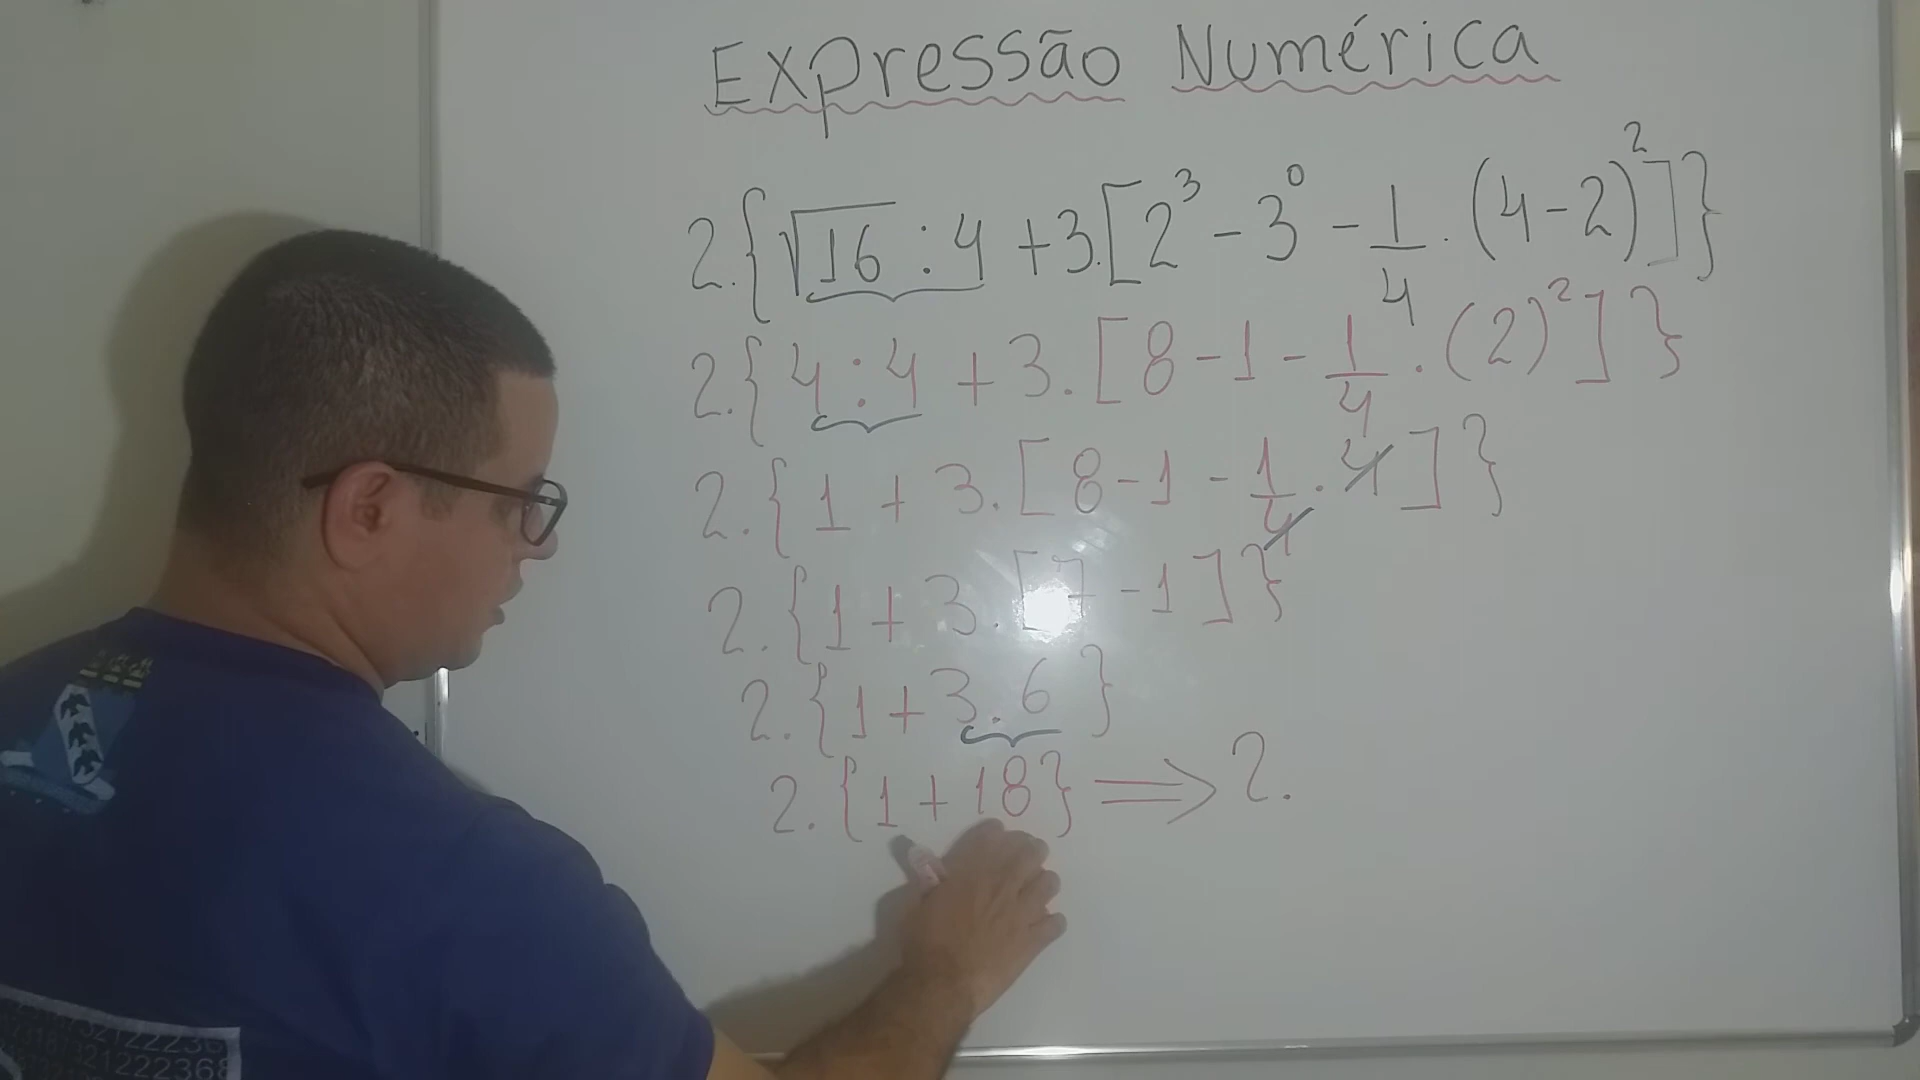 Expressão Numérica
2.{√16 : 4 + 3.[2³ - 3⁰ - 1/4 . (4-2)²]}
2.{4 : 4 + 3.[8 - 1 - 1/4 . (2)²]}
2.{1 + 3.[8 - 1 - 1/4 . 4]}
2.{1 + 3.[7 - 1]}
2.{1 + 3.6}
2.{1 + 18} ⟹ 2.